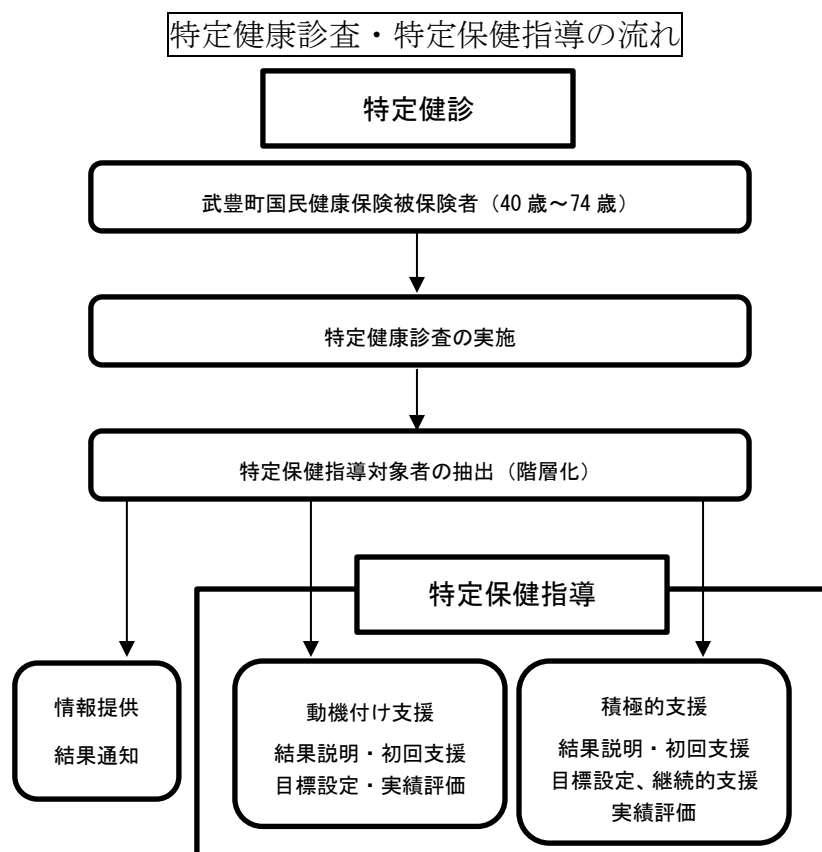 特定健康診査・特定保健指導の流れ
特定健診
武豊町国民健康保険被保険者（40 歳～74 歳）
特定健康診査の実施
特定保健指導対象者の抽出（階層化）
特定保健指導
情報提供
結果通知
動機付け支援
結果説明・初回支援
目標設定・実績評価
積極的支援
結果説明・初回支援
目標設定、継続的支援
実績評価